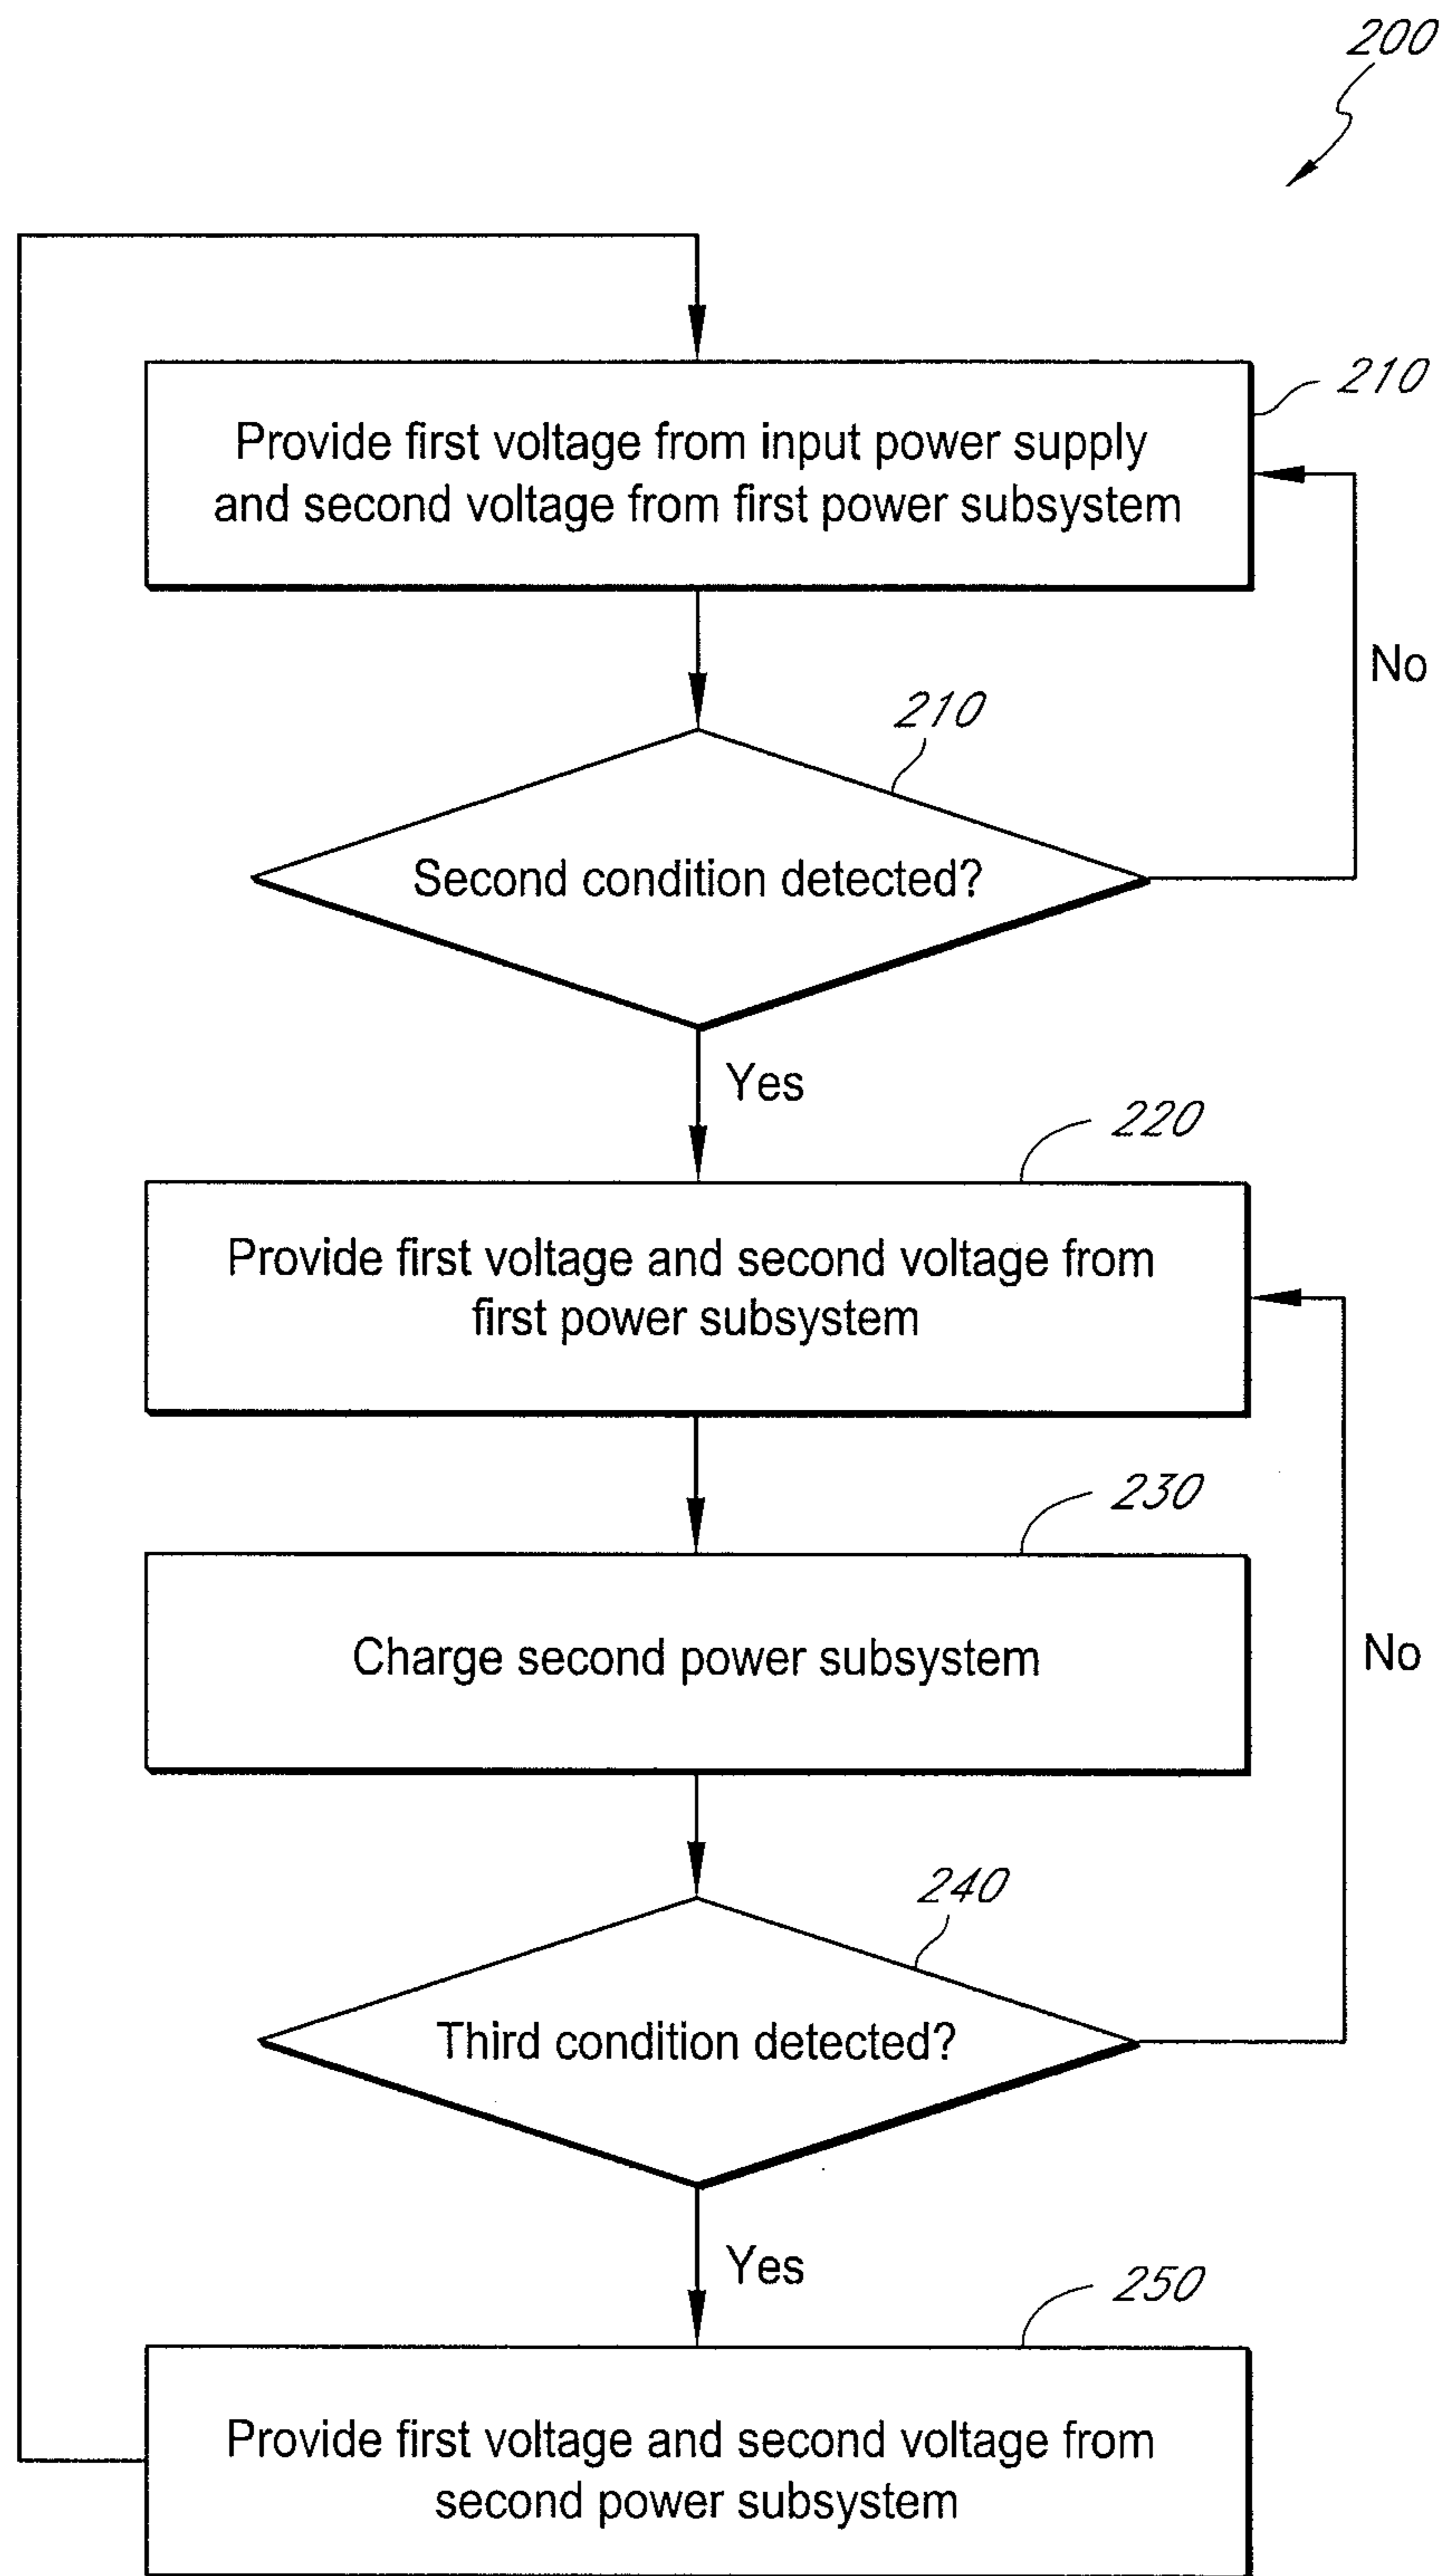 200
210
Provide first voltage from input power supply
and second voltage from first power subsystem
No
210
Second condition detected?
Yes
220
Provide first voltage and second voltage from
first power subsystem
230
Charge second power subsystem
No
240
Third condition detected?
Yes
250
Provide first voltage and second voltage from
second power subsystem